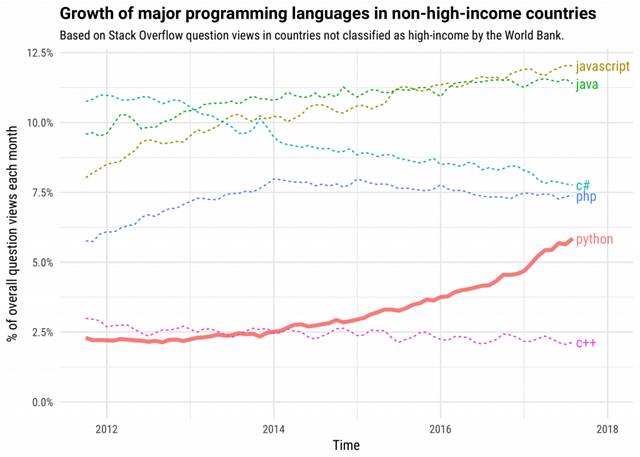 Growth of major programming languages in non-high-income countries
Based on Stack Overflow question views in countries not classified as high-income by the World Bank.
% of overall question views each month
12.5%
10.0%
7.5%
5.0%
2.5%
0.0%
javascript
java
c#
php
python
c++
2012
2014
2016
2018
Time